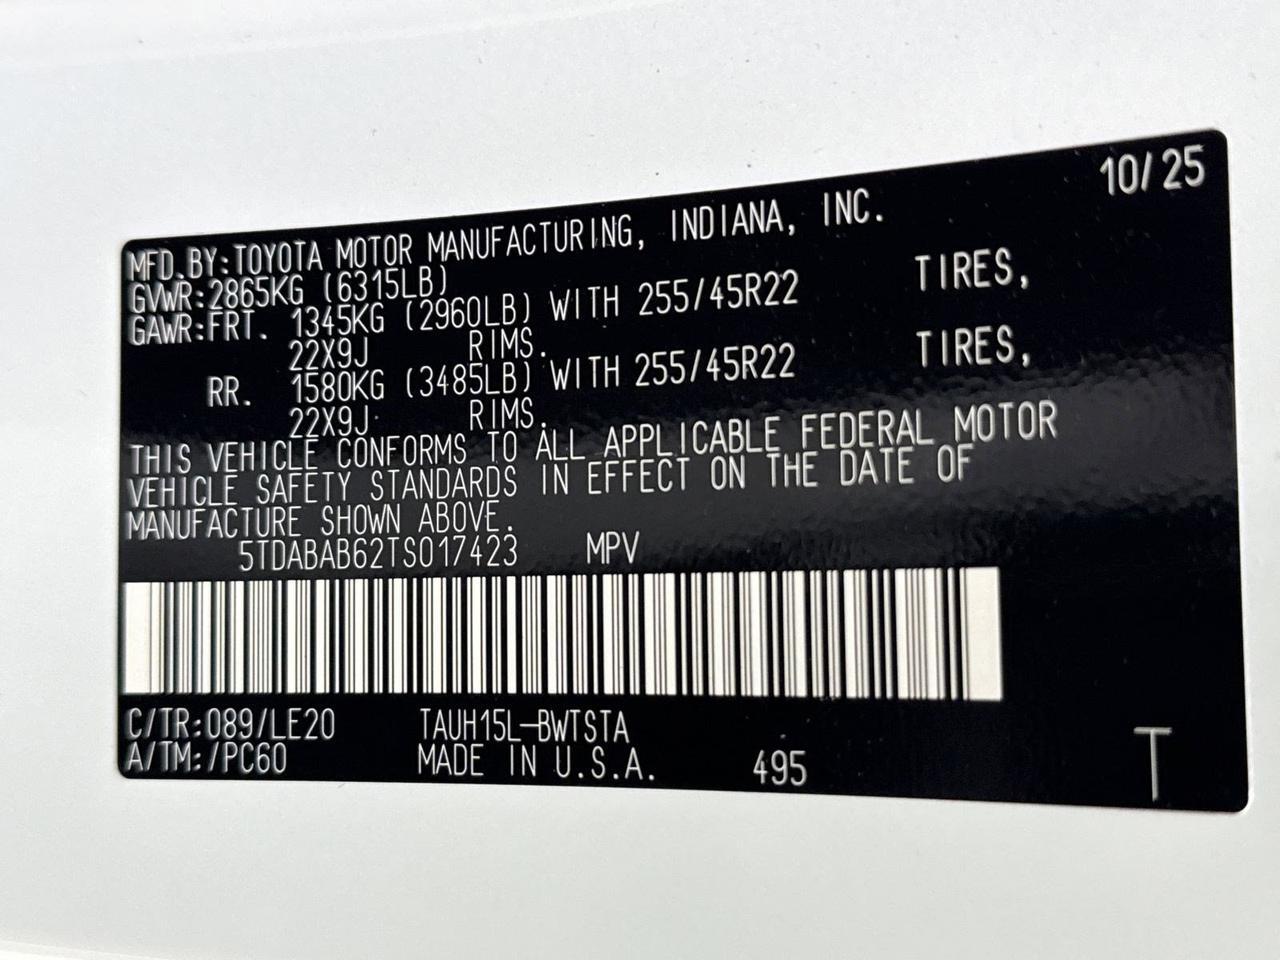 10/25
MFD.BY:TOYOTA MOTOR MANUFACTURING, INDIANA, INC.
GVWR:2865KG (6315LB)
GAWR:FRT. 1345KG (2960LB) WITH 255/45R22 TIRES,
22X9J RIMS.
RR. 1580KG (3485LB) WITH 255/45R22 TIRES,
22X9J RIMS.
THIS VEHICLE CONFORMS TO ALL APPLICABLE FEDERAL MOTOR
VEHICLE SAFETY STANDARDS IN EFFECT ON THE DATE OF
MANUFACTURE SHOWN ABOVE.
5TDABAB62TS017423 MPV
C/TR:089/LE20 TAUH15L-BWTSTA
A/TM:/PC60 MADE IN U.S.A. 495 T